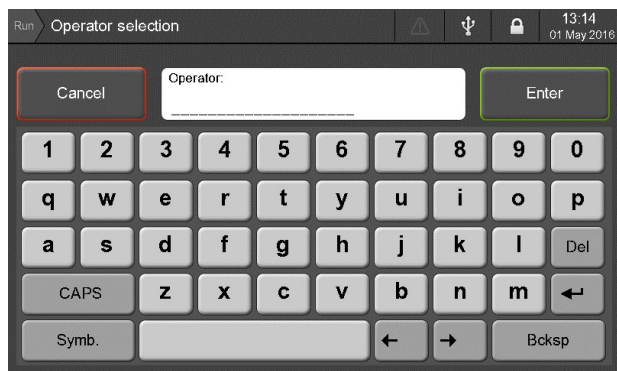 Run Operator selection 13:14
01 May 2016
Cancel Operator: Enter
1 2 3 4 5 6 7 8 9 0
q w e r t y u i o p
a s d f g h j k l Del
CAPS z x c v b n m
Symb. Bcksp